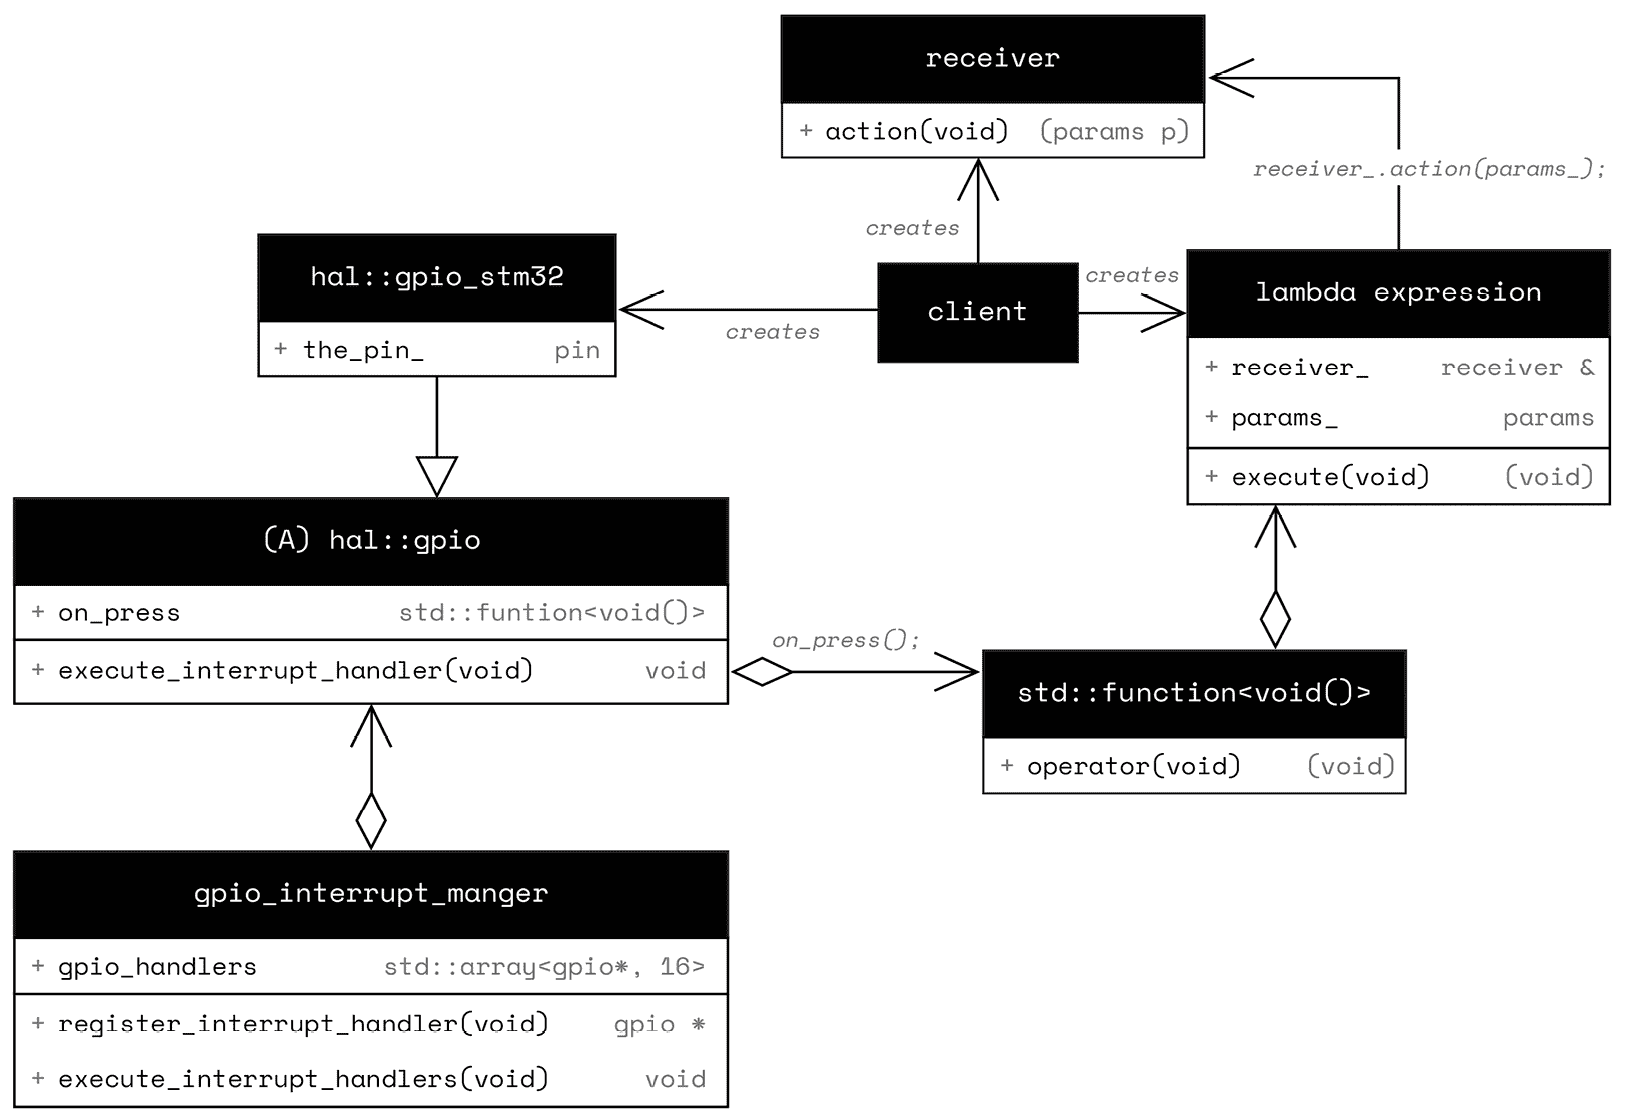 receiver
+ action(void) (params p)
receiver_.action(params_);
creates
hal::gpio_stm32
+ the_pin_ pin
creates
client
creates
lambda expression
+ receiver_ receiver &
+ params_ params
+ execute(void) (void)
(A) hal::gpio
+ on_press std::funtion<void()>
+ execute_interrupt_handler(void) void
on_press();
std::function<void()>
+ operator(void) (void)
gpio_interrupt_manger
+ gpio_handlers std::array<gpio*, 16>
+ register_interrupt_handler(void) gpio *
+ execute_interrupt_handlers(void) void